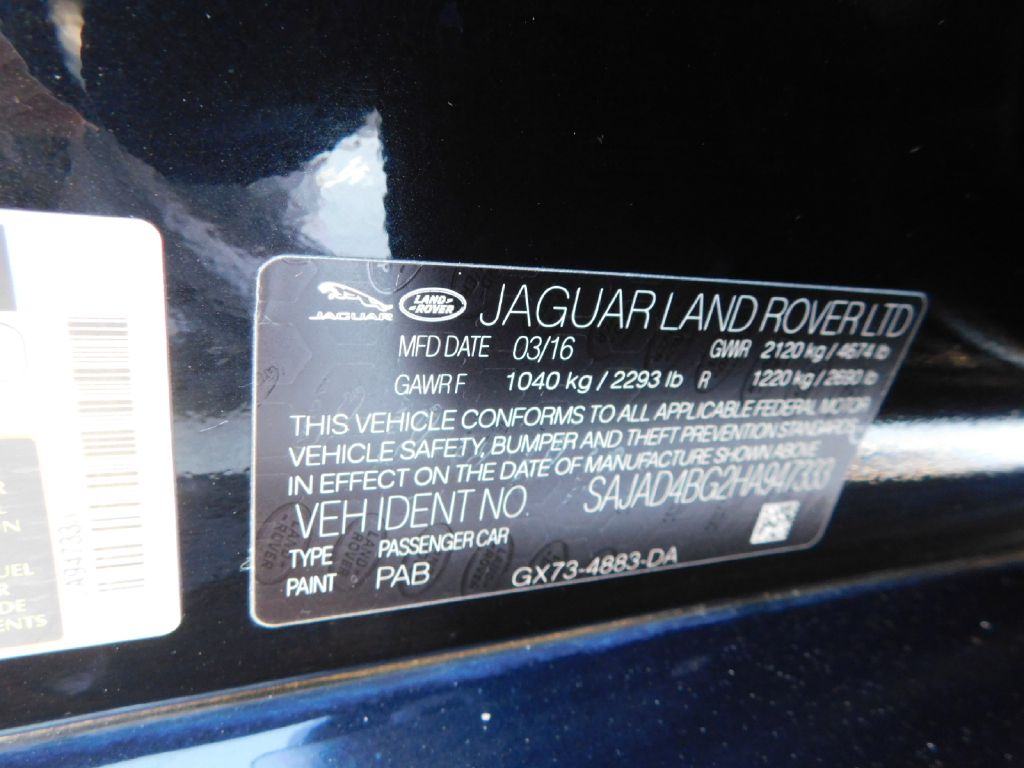 JAGUAR
LAND
ROVER
JAGUAR LAND ROVER LTD
MFD DATE 03/16 GWR 2120 kg / 4674 lb
GAWR F 1040 kg / 2293 lb R 1220 kg / 2690 lb
THIS VEHICLE CONFORMS TO ALL APPLICABLE FEDERAL MOTOR
VEHICLE SAFETY, BUMPER AND THEFT PREVENTION STANDARDS
IN EFFECT ON THE DATE OF MANUFACTURE SHOWN ABOVE
VEH IDENT NO. SAJAD4BG2HA947333
TYPE PASSENGER CAR
PAINT PAB GX73-4883-DA
UEL
R
DE
ENTS